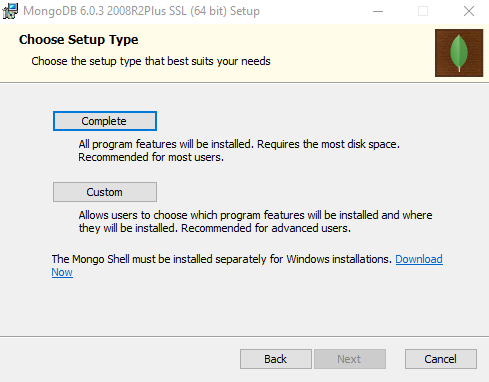 MongoDB 6.0.3 2008R2Plus SSL (64 bit) Setup
Choose Setup Type
Choose the setup type that best suits your needs
Complete
All program features will be installed. Requires the most disk space.
Recommended for most users.
Custom
Allows users to choose which program features will be installed and where
they will be installed. Recommended for advanced users.
The Mongo Shell must be installed separately for Windows installations. Download
Now
Back Next Cancel